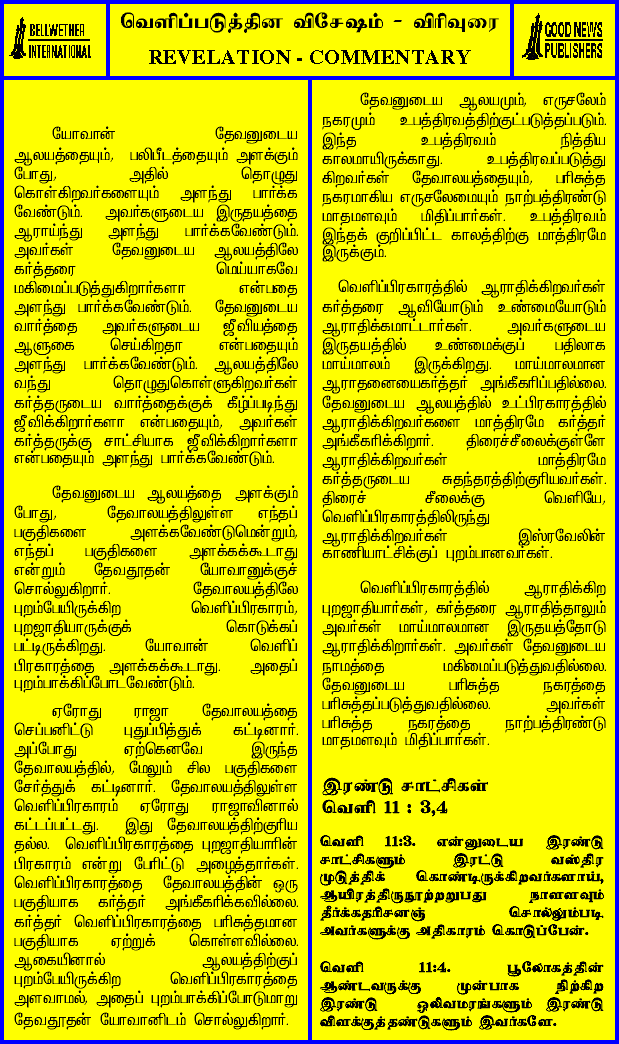 BELLWETHER
INTERNATIONAL
வெளிப்படுத்தின விசேஷம் - விரிவுரை
REVELATION - COMMENTARY
GOOD NEWS
PUBLISHERS
யோவான் தேவனுடைய
ஆலயத்தையும், பலிபீடத்தையும் அளக்கும்
போது, அதில் தொழுது
கொள்கிறவர்களையும் அளந்து பார்க்க
வேண்டும். அவர்களுடைய இருதயத்தை
ஆராய்ந்து அளந்து பார்க்கவேண்டும்.
அவர்கள் தேவனுடைய ஆலயத்திலே
கர்த்தரை மெய்யாகவே
மகிமைப்படுத்துகிறார்களா என்பதை
அளந்து பார்க்கவேண்டும். தேவனுடைய
வார்த்தை அவர்களுடைய ஜீவியத்தை
ஆளுகை செய்கிறதா என்பதையும்
அளந்து பார்க்கவேண்டும். ஆலயத்திலே
வந்து தொழுதுகொள்ளுகிறவர்கள்
கர்த்தருடைய வார்த்தைக்குக் கீழ்ப்படிந்து
ஜீவிக்கிறார்களா என்பதையும், அவர்கள்
கர்த்தருக்கு சாட்சியாக ஜீவிக்கிறார்களா
என்பதையும் அளந்து பார்க்கவேண்டும்.
தேவனுடைய ஆலயத்தை அளக்கும்
போது, தேவாலயத்திலுள்ள எந்தப்
பகுதிகளை அளக்கவேண்டுமென்றும்,
எந்தப் பகுதிகளை அளக்கக்கூடாது
என்றும் தேவதூதன் யோவானுக்குச்
சொல்லுகிறார். தேவாலயத்திலே
புறம்பேயிருக்கிற வெளிப்பிரகாரம்,
புறஜாதியாருக்குக் கொடுக்கப்
பட்டிருக்கிறது. யோவான் வெளிப்
பிரகாரத்தை அளக்கக்கூடாது. அதைப்
புறம்பாக்கிப்போடவேண்டும்.
ஏரோது ராஜா தேவாலயத்தை
செப்பனிட்டு புதுப்பித்துக் கட்டினார்.
அப்போது ஏற்கெனவே இருந்த
தேவாலயத்தில், மேலும் சில பகுதிகளை
சேர்த்துக் கட்டினார். தேவாலயத்திலுள்ள
வெளிப்பிரகாரம் ஏரோது ராஜாவினால்
கட்டப்பட்டது. இது தேவாலயத்திற்குரிய
தல்ல. வெளிப்பிரகாரத்தை புறஜாதியாரின்
பிரகாரம் என்று பேரிட்டு அழைத்தார்கள்.
வெளிப்பிரகாரத்தை தேவாலயத்தின் ஒரு
பகுதியாக கர்த்தர் அங்கீகரிக்கவில்லை.
கர்த்தர் வெளிப்பிரகாரத்தை பரிசுத்தமான
பகுதியாக ஏற்றுக் கொள்ளவில்லை.
ஆகையினால் ஆலயத்திற்குப்
புறம்பேயிருக்கிற வெளிப்பிரகாரத்தை
அளவாமல், அதைப் புறம்பாக்கிப்போடுமாறு
தேவதூதன் யோவானிடம் சொல்லுகிறார்.
தேவனுடைய ஆலயமும், எருசலேம்
நகரமும் உபத்திரவத்திற்குட்படுத்தப்படும்.
இந்த உபத்திரவம் நித்திய
காலமாயிருக்காது. உபத்திரவப்படுத்து
கிறவர்கள் தேவாலயத்தையும், பரிசுத்த
நகரமாகிய எருசலேமையும் நாற்பத்திரண்டு
மாதமளவும் மிதிப்பார்கள். உபத்திரவம்
இந்தக் குறிப்பிட்ட காலத்திற்கு மாத்திரமே
இருக்கும்.
வெளிப்பிரகாரத்தில் ஆராதிக்கிறவர்கள்
கர்த்தரை ஆவியோடும் உண்மையோடும்
ஆராதிக்கமாட்டார்கள். அவர்களுடைய
இருதயத்தில் உண்மைக்குப் பதிலாக
மாய்மாலம் இருக்கிறது. மாய்மாலமான
ஆராதனையைகர்த்தர் அங்கீகரிப்பதில்லை.
தேவனுடைய ஆலயத்தில் உட்பிரகாரத்தில்
ஆராதிக்கிறவர்களை மாத்திரமே கர்த்தர்
அங்கீகரிக்கிறார். திரைச்சீலைக்குள்ளே
ஆராதிக்கிறவர்கள் மாத்திரமே
கர்த்தருடைய சுதந்தரத்திற்குரியவர்கள்.
திரைச் சீலைக்கு வெளியே,
வெளிப்பிரகாரத்திலிருந்து
ஆராதிக்கிறவர்கள் இஸ்ரவேலின்
காணியாட்சிக்குப் புறம்பானவர்கள்.
வெளிப்பிரகாரத்தில் ஆராதிக்கிற
புறஜாதியார்கள், கர்த்தரை ஆராதித்தாலும்
அவர்கள் மாய்மாலமான இருதயத்தோடு
ஆராதிக்கிறார்கள். அவர்கள் தேவனுடைய
நாமத்தை மகிமைப்படுத்துவதில்லை.
தேவனுடைய பரிசுத்த நகரத்தை
பரிசுத்தப்படுத்துவதில்லை. அவர்கள்
பரிசுத்த நகரத்தை நாற்பத்திரண்டு
மாதமளவும் மிதிப்பார்கள்.
இரண்டு சாட்சிகள்
வெளி 11 : 3,4
வெளி 11:3. என்னுடைய இரண்டு
சாட்சிகளும் இரட்டு வஸ்திர
முடுத்திக் கொண்டிருக்கிறவர்களாய்,
ஆயிரத்திருநூற்றறுபது நாளளவும்
தீர்க்கதரிசனஞ் சொல்லும்படி
அவர்களுக்கு அதிகாரம் கொடுப்பேன்.
வெளி 11:4. பூலோகத்தின்
ஆண்டவருக்கு முன்பாக நிற்கிற
இரண்டு ஒலிவமரங்களும் இரண்டு
விளக்குத்தண்டுகளும் இவர்களே.